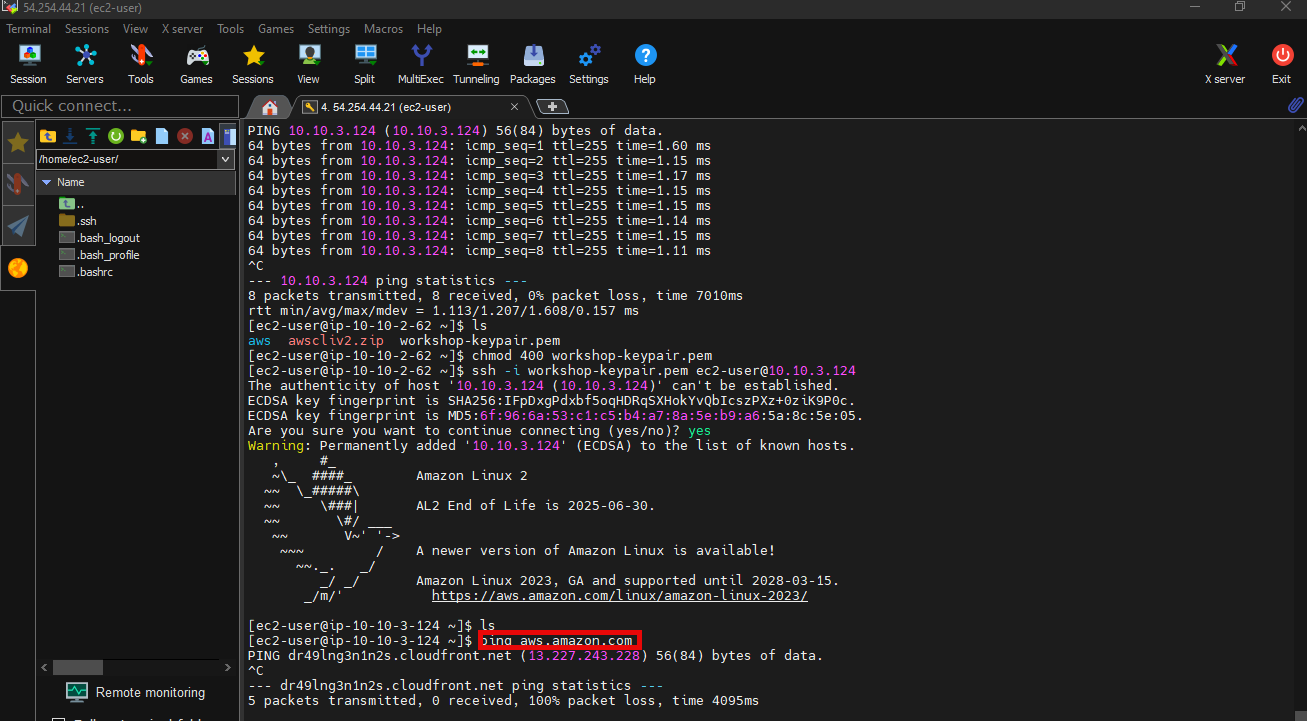 54.254.44.21 (ec2-user)
Terminal Sessions View X server Tools Games Settings Macros Help
Session Servers Tools Games Sessions View Split MultiExec Tunneling Packages Settings Help X server Exit
Quick connect...
4. 54.254.44.21 (ec2-user)
/home/ec2-user/
Name
..
.ssh
.bash_logout
.bash_profile
.bashrc
Remote monitoring
PING 10.10.3.124 (10.10.3.124) 56(84) bytes of data.
64 bytes from 10.10.3.124: icmp_seq=1 ttl=255 time=1.60 ms
64 bytes from 10.10.3.124: icmp_seq=2 ttl=255 time=1.15 ms
64 bytes from 10.10.3.124: icmp_seq=3 ttl=255 time=1.17 ms
64 bytes from 10.10.3.124: icmp_seq=4 ttl=255 time=1.15 ms
64 bytes from 10.10.3.124: icmp_seq=5 ttl=255 time=1.15 ms
64 bytes from 10.10.3.124: icmp_seq=6 ttl=255 time=1.14 ms
64 bytes from 10.10.3.124: icmp_seq=7 ttl=255 time=1.15 ms
64 bytes from 10.10.3.124: icmp_seq=8 ttl=255 time=1.11 ms
^C
--- 10.10.3.124 ping statistics ---
8 packets transmitted, 8 received, 0% packet loss, time 7010ms
rtt min/avg/max/mdev = 1.113/1.207/1.608/0.157 ms
[ec2-user@ip-10-10-2-62 ~]$ ls
aws awscliv2.zip workshop-keypair.pem
[ec2-user@ip-10-10-2-62 ~]$ chmod 400 workshop-keypair.pem
[ec2-user@ip-10-10-2-62 ~]$ ssh -i workshop-keypair.pem ec2-user@10.10.3.124
The authenticity of host '10.10.3.124 (10.10.3.124)' can't be established.
ECDSA key fingerprint is SHA256:IFpDxgPdxbf5oqHDRqSXHokYvQbIcszPXz+0ziK9P0c.
ECDSA key fingerprint is MD5:6f:96:6a:53:c1:c5:b4:a7:8a:5e:b9:a6:5a:8c:5e:05.
Are you sure you want to continue connecting (yes/no)? yes
Warning: Permanently added '10.10.3.124' (ECDSA) to the list of known hosts.
, #_
~\_ ####_ Amazon Linux 2
~~ \_#####\
~~ \###| AL2 End of Life is 2025-06-30.
~~ \#/ ___
~~ V~' '->
~~~ / A newer version of Amazon Linux is available!
~~._. _/
_/ _/ Amazon Linux 2023, GA and supported until 2028-03-15.
_/m/' https://aws.amazon.com/linux/amazon-linux-2023/
[ec2-user@ip-10-10-3-124 ~]$ ls
[ec2-user@ip-10-10-3-124 ~]$ ping aws.amazon.com
PING dr49lng3n1n2s.cloudfront.net (13.227.243.228) 56(84) bytes of data.
^C
--- dr49lng3n1n2s.cloudfront.net ping statistics ---
5 packets transmitted, 0 received, 100% packet loss, time 4095ms